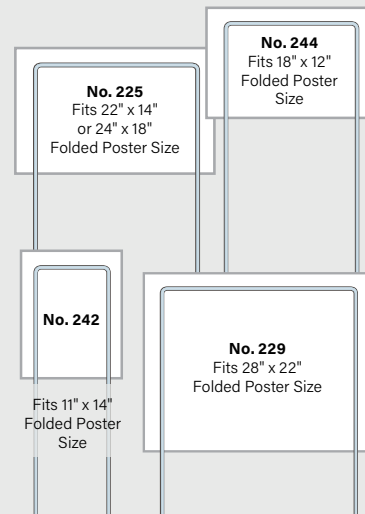 No. 225
Fits 22" x 14"
or 24" x 18"
Folded Poster Size
No. 244
Fits 18" x 12"
Folded Poster
Size
No. 242
Fits 11" x 14"
Folded Poster
Size
No. 229
Fits 28" x 22"
Folded Poster Size